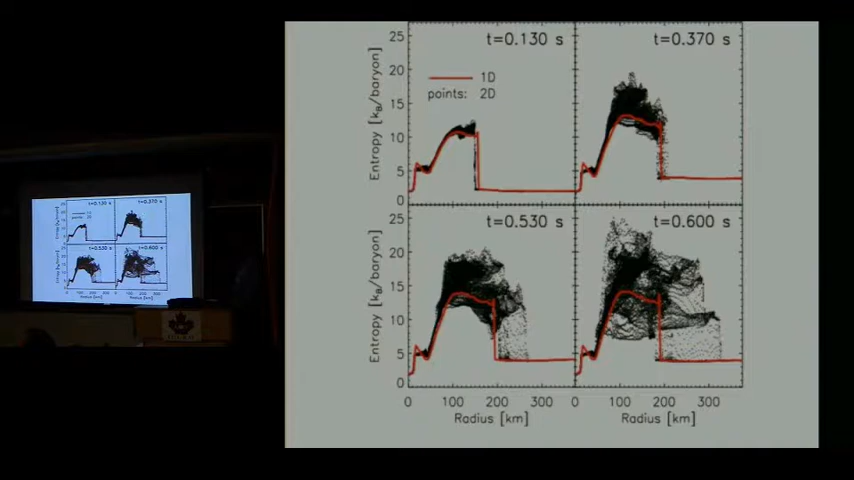 t=0.130 s
t=0.370 s
1D
points: 2D
Entropy [k_B/baryon]
25
20
15
10
5
0
t=0.530 s
t=0.600 s
Entropy [k_B/baryon]
25
20
15
10
5
0
0 100 200 300 0 100 200 300
Radius [km] Radius [km]